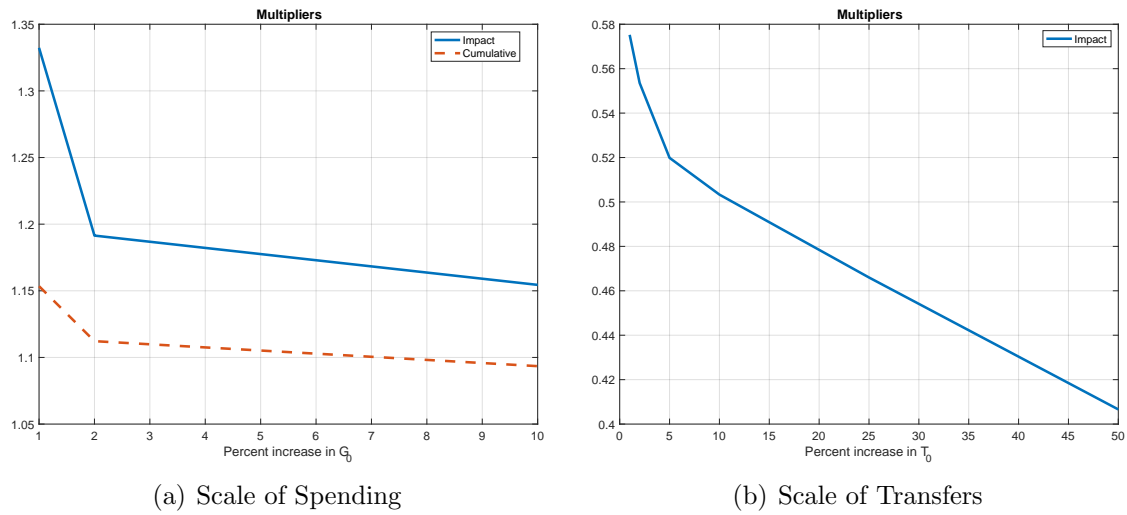 Multipliers
1.35
1.3
1.25
1.2
1.15
1.1
1.05
Impact
Cumulative
1 2 3 4 5 6 7 8 9 10
Percent increase in G0
(a) Scale of Spending
Multipliers
0.58
0.56
0.54
0.52
0.5
0.48
0.46
0.44
0.42
0.4
Impact
0 5 10 15 20 25 30 35 40 45 50
Percent increase in T0
(b) Scale of Transfers